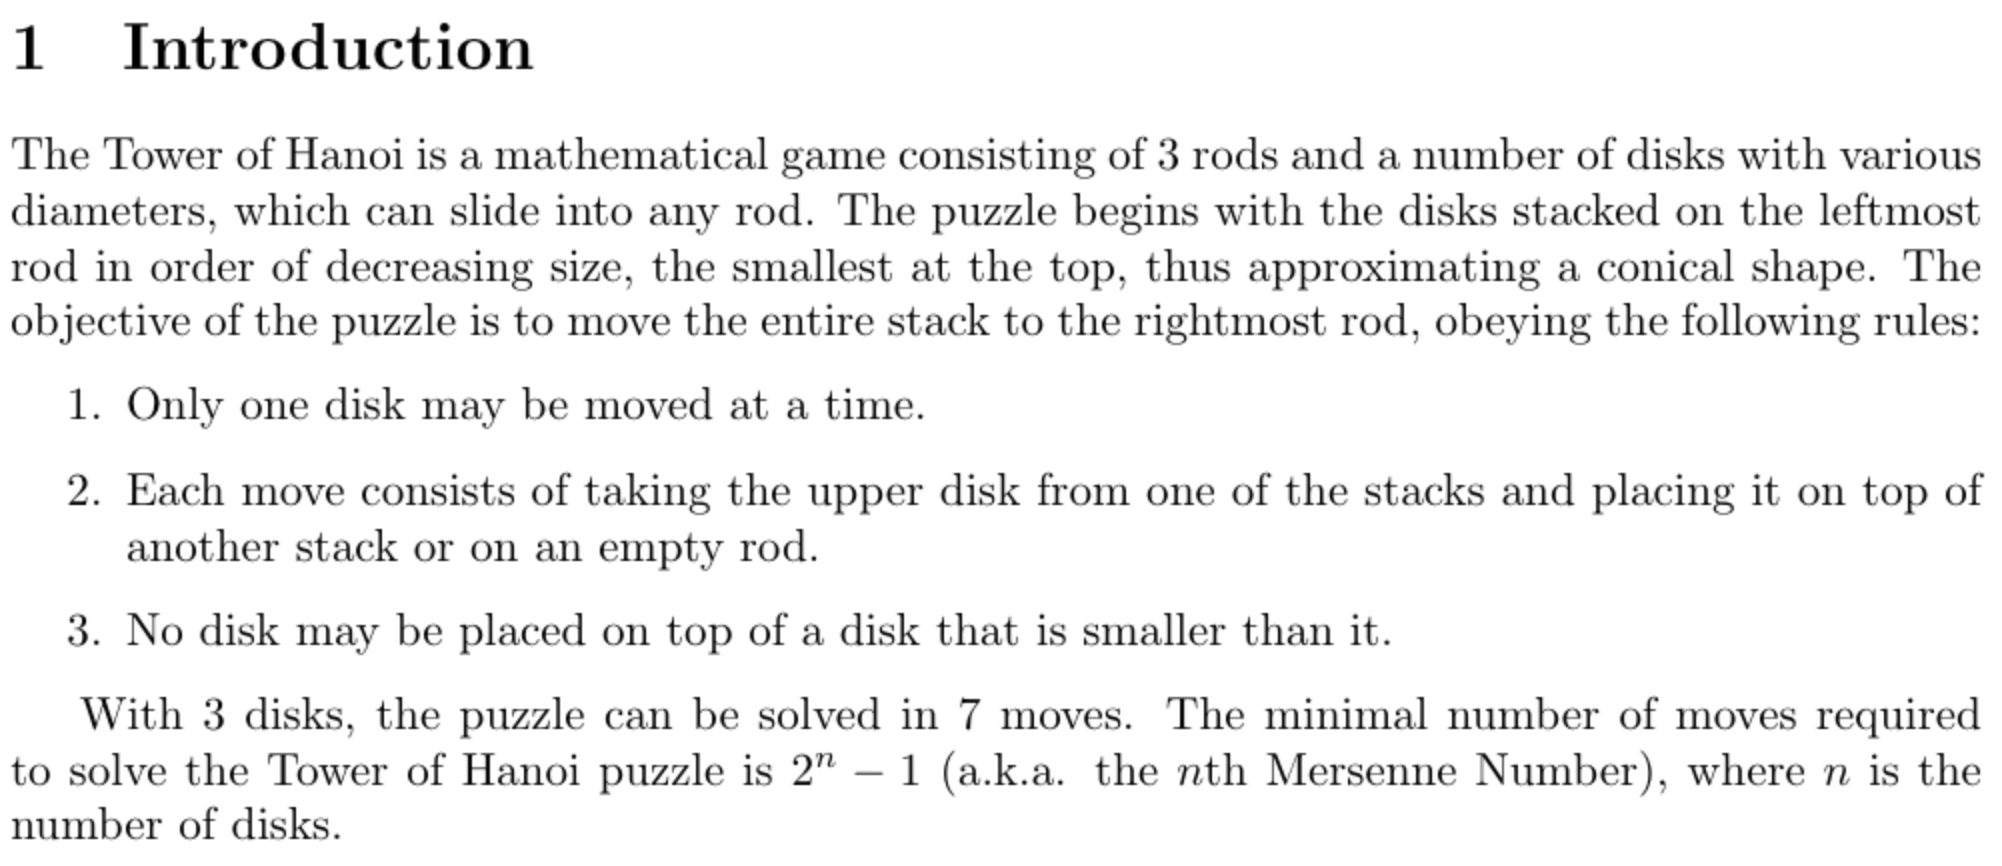 1 Introduction
The Tower of Hanoi is a mathematical game consisting of 3 rods and a number of disks with various
diameters, which can slide into any rod. The puzzle begins with the disks stacked on the leftmost
rod in order of decreasing size, the smallest at the top, thus approximating a conical shape. The
objective of the puzzle is to move the entire stack to the rightmost rod, obeying the following rules:
1. Only one disk may be moved at a time.
2. Each move consists of taking the upper disk from one of the stacks and placing it on top of
another stack or on an empty rod.
3. No disk may be placed on top of a disk that is smaller than it.
With 3 disks, the puzzle can be solved in 7 moves. The minimal number of moves required
to solve the Tower of Hanoi puzzle is 2ⁿ − 1 (a.k.a. the nth Mersenne Number), where n is the
number of disks.